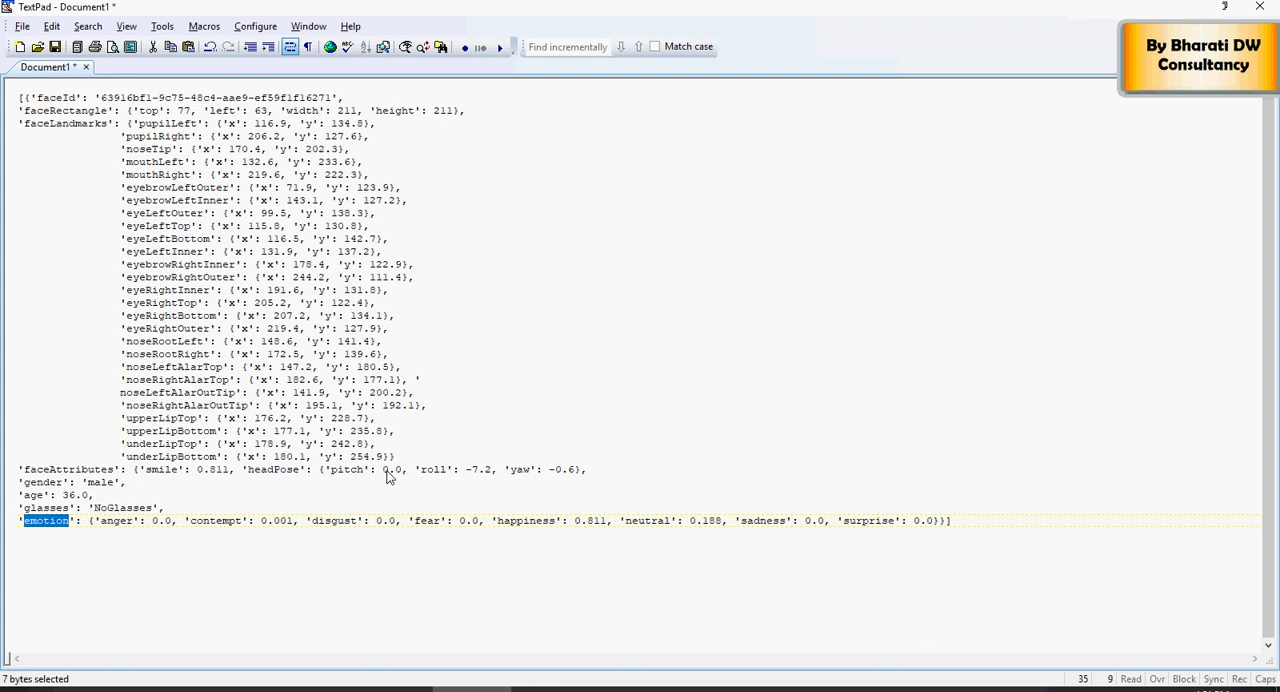 TextPad - Document1 *
File Edit Search View Tools Macros Configure Window Help
Find incrementally Match case
By Bharati DW
Consultancy
Document1 *
[{'faceId': '63916bf1-9c75-48c4-aae9-ef59f1f16271',
'faceRectangle': {'top': 77, 'left': 63, 'width': 211, 'height': 211},
'faceLandmarks': {'pupilLeft': {'x': 116.9, 'y': 134.8},
'pupilRight': {'x': 206.2, 'y': 127.6},
'noseTip': {'x': 170.4, 'y': 202.3},
'mouthLeft': {'x': 132.6, 'y': 233.6},
'mouthRight': {'x': 219.6, 'y': 222.3},
'eyebrowLeftOuter': {'x': 71.9, 'y': 123.9},
'eyebrowLeftInner': {'x': 143.1, 'y': 127.2},
'eyeLeftOuter': {'x': 99.5, 'y': 138.3},
'eyeLeftTop': {'x': 115.8, 'y': 130.8},
'eyeLeftBottom': {'x': 116.5, 'y': 142.7},
'eyeLeftInner': {'x': 131.9, 'y': 137.2},
'eyebrowRightInner': {'x': 178.4, 'y': 122.9},
'eyebrowRightOuter': {'x': 244.2, 'y': 111.4},
'eyeRightInner': {'x': 191.6, 'y': 131.8},
'eyeRightTop': {'x': 205.2, 'y': 122.4},
'eyeRightBottom': {'x': 207.2, 'y': 134.1},
'eyeRightOuter': {'x': 219.4, 'y': 127.9},
'noseRootLeft': {'x': 148.6, 'y': 141.4},
'noseRootRight': {'x': 172.5, 'y': 139.6},
'noseLeftAlarTop': {'x': 147.2, 'y': 180.5},
'noseRightAlarTop': {'x': 182.6, 'y': 177.1}, '
noseLeftAlarOutTip': {'x': 141.9, 'y': 200.2},
'noseRightAlarOutTip': {'x': 195.1, 'y': 192.1},
'upperLipTop': {'x': 176.2, 'y': 228.7},
'upperLipBottom': {'x': 177.1, 'y': 235.8},
'underLipTop': {'x': 178.9, 'y': 242.8},
'underLipBottom': {'x': 180.1, 'y': 254.9}}
'faceAttributes': {'smile': 0.811, 'headPose': {'pitch': 0.0, 'roll': -7.2, 'yaw': -0.6},
'gender': 'male',
'age': 36.0,
'glasses': 'NoGlasses',
'emotion': {'anger': 0.0, 'contempt': 0.001, 'disgust': 0.0, 'fear': 0.0, 'happiness': 0.811, 'neutral': 0.188, 'sadness': 0.0, 'surprise': 0.0}}]
7 bytes selected 35 9 Read Ovr Block Sync Rec Caps